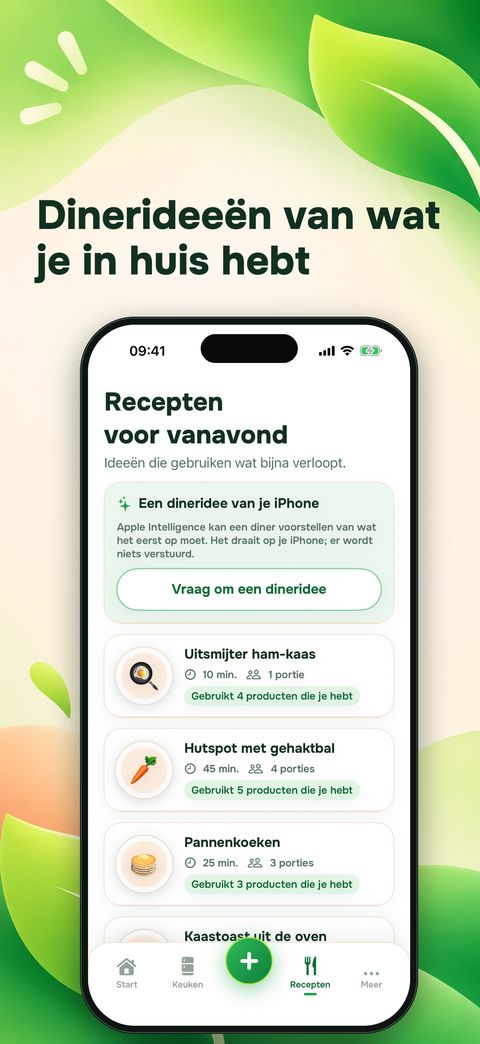 Dinerideeën van wat
je in huis hebt
09:41
Recepten
voor vanavond
Ideeën die gebruiken wat bijna verloopt.
Een dineridee van je iPhone
Apple Intelligence kan een diner voorstellen van wat
het eerst op moet. Het draait op je iPhone; er wordt
niets verstuurd.
Vraag om een dineridee
Uitsmijter ham-kaas
10 min. 1 portie
Gebruikt 4 producten die je hebt
Hutspot met gehaktbal
45 min. 4 porties
Gebruikt 5 producten die je hebt
Pannenkoeken
25 min. 3 porties
Gebruikt 3 producten die je hebt
Kaastoast uit de oven
Start Keuken Recepten Meer